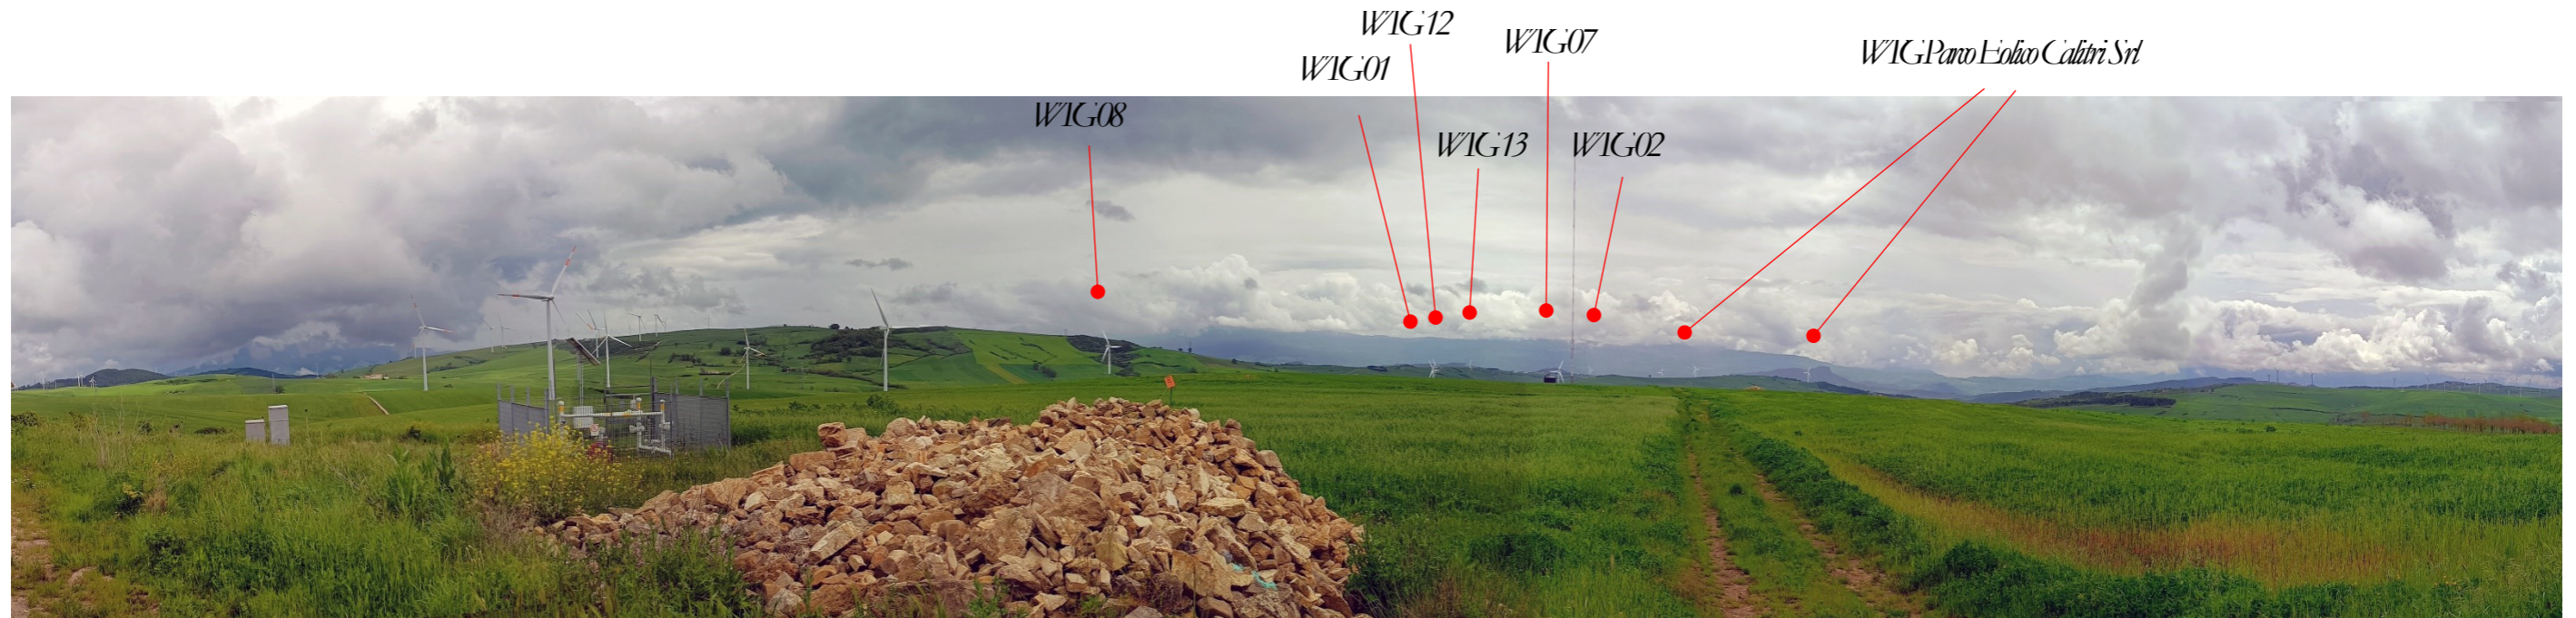 WTG12
WTG07
WTG Parco Eolico Calitri Srl
WTG01
WTG08
WTG13
WTG02